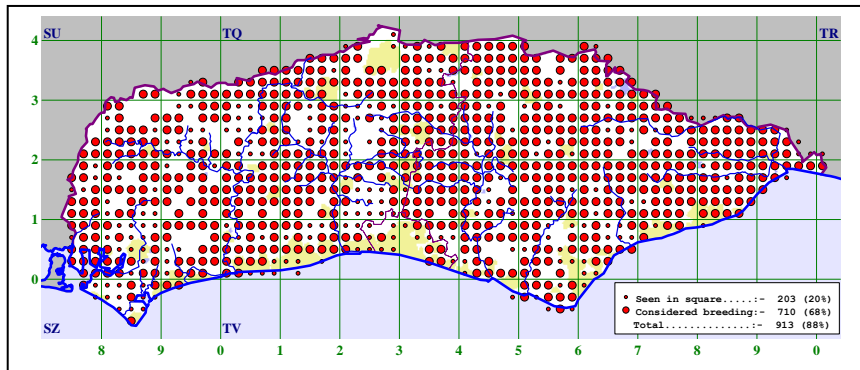 SU TQ TR
4
3
2
1
0
Seen in square.....:- 203 (20%)
Considered breeding:- 710 (68%)
Total..............:- 913 (88%)
SZ TV
8 9 0 1 2 3 4 5 6 7 8 9 0